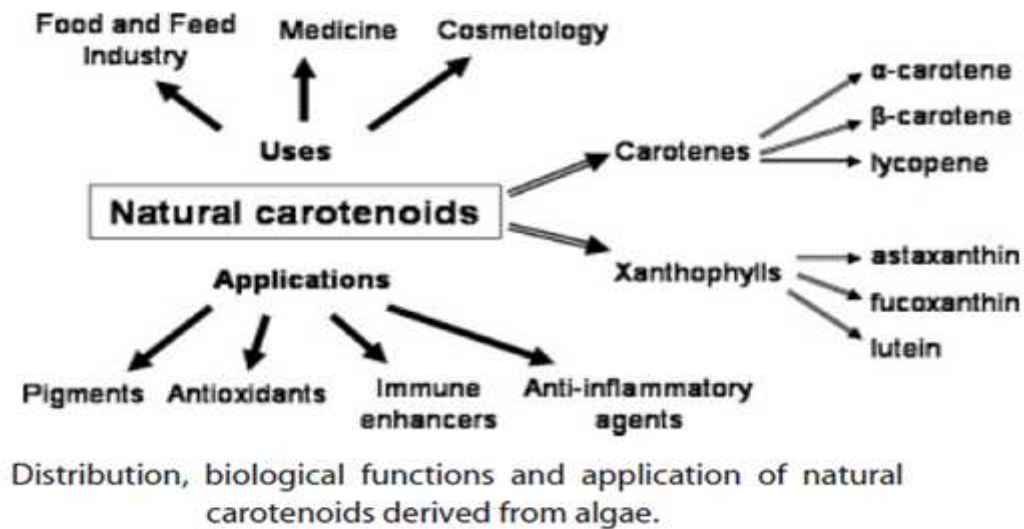 Food and Feed
Industry
Medicine
Cosmetology
Uses
Natural carotenoids
Applications
Pigments
Antioxidants
Immune
enhancers
Anti-inflammatory
agents
Carotenes
α-carotene
β-carotene
lycopene
Xanthophylls
astaxanthin
fucoxanthin
lutein
Distribution, biological functions and application of natural
carotenoids derived from algae.